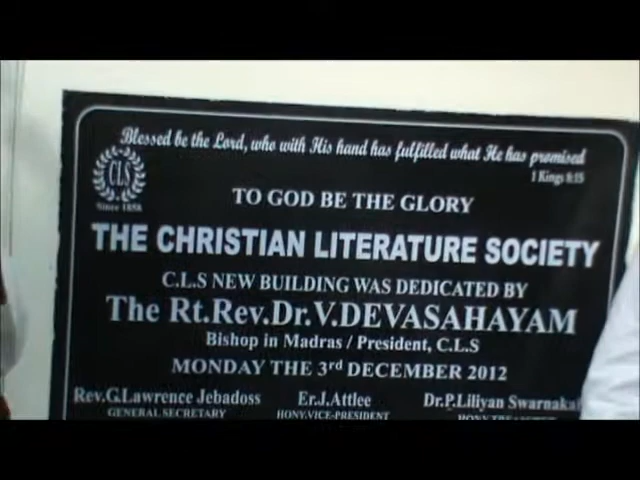 Blessed be the Lord, who with His hand has fulfilled what He has promised
1 Kings 8:15
CLS
Since 1858
TO GOD BE THE GLORY
THE CHRISTIAN LITERATURE SOCIETY
C.L.S NEW BUILDING WAS DEDICATED BY
The Rt.Rev.Dr.V.DEVASAHAYAM
Bishop in Madras / President, C.L.S
MONDAY THE 3rd DECEMBER 2012
Rev.G.Lawrence Jebadoss Er.J.Attlee Dr.P.Liliyan
GENERAL SECRETARY HONY.VICE-PRESIDENT